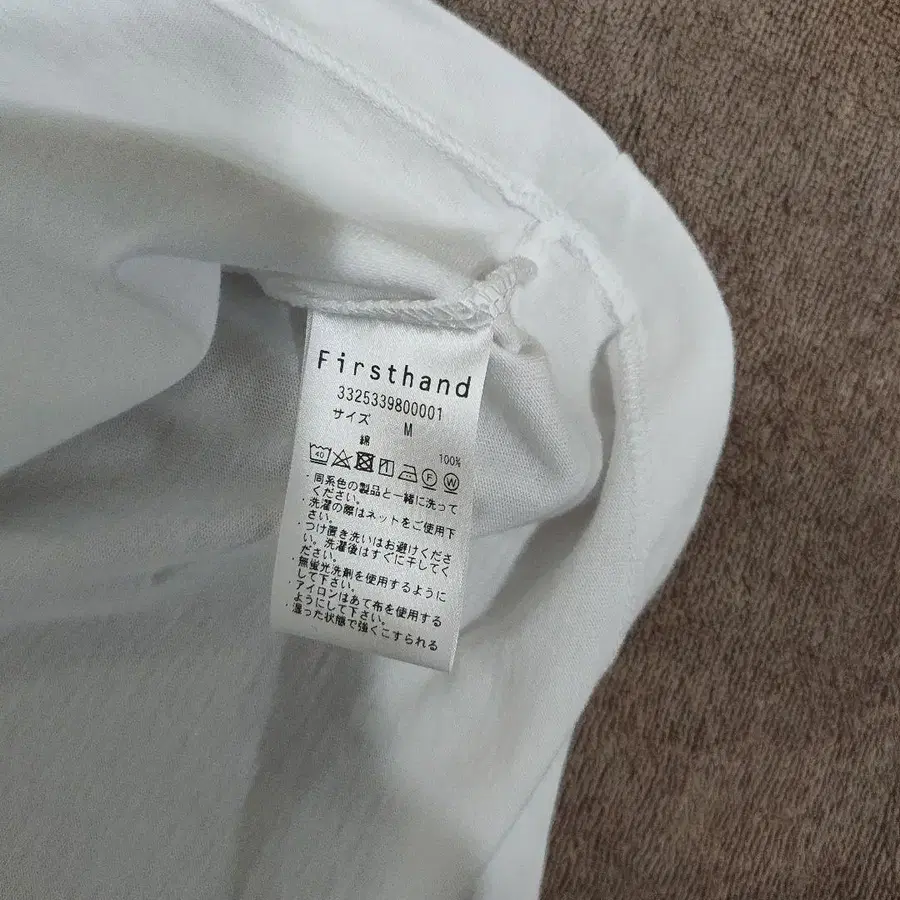 Firsthand
3325339800001
サイズ M
綿 100%
40 F W
・同系色の製品と一緒に洗って
ください。
・洗濯の際はネットをご使用下
さい。
・つけ置き洗いはお避けくださ
い。洗濯後はすぐに干してく
ださい。
・無蛍光洗剤を使用するように
して下さい。
・アイロンはあて布を使用する
ようにして下さい。
・湿った状態で強くこすられる